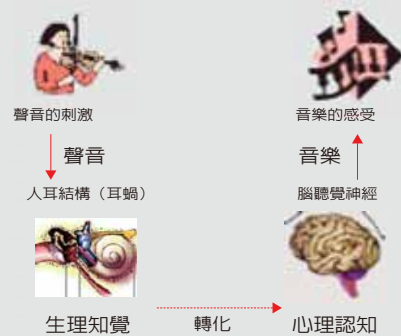 聲音的刺激
音樂的感受
聲音
音樂
人耳結構（耳蝸）
腦聽覺神經
生理知覺
轉化
心理認知